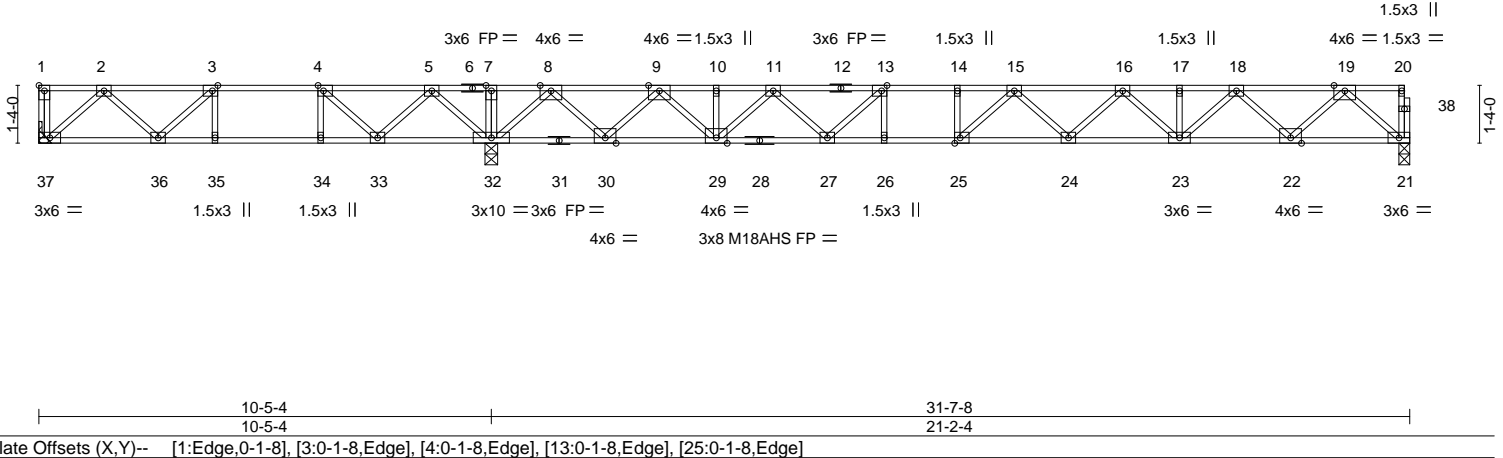 1.5x3 ||
3x6 FP = 4x6 = 4x6 = 1.5x3 || 3x6 FP = 1.5x3 || 1.5x3 || 4x6 = 1.5x3 =
1 2 3 4 5 6 7 8 9 10 11 12 13 14 15 16 17 18 19 20
1-4-0 38 1-4-0
37 36 35 34 33 32 31 30 29 28 27 26 25 24 23 22 21
3x6 = 1.5x3 || 1.5x3 || 3x10 = 3x6 FP = 4x6 = 1.5x3 || 3x6 = 4x6 = 3x6 =
4x6 = 3x8 M18AHS FP =
10-5-4 31-7-8
10-5-4 21-2-4
late Offsets (X,Y)-- [1:Edge,0-1-8], [3:0-1-8,Edge], [4:0-1-8,Edge], [13:0-1-8,Edge], [25:0-1-8,Edge]